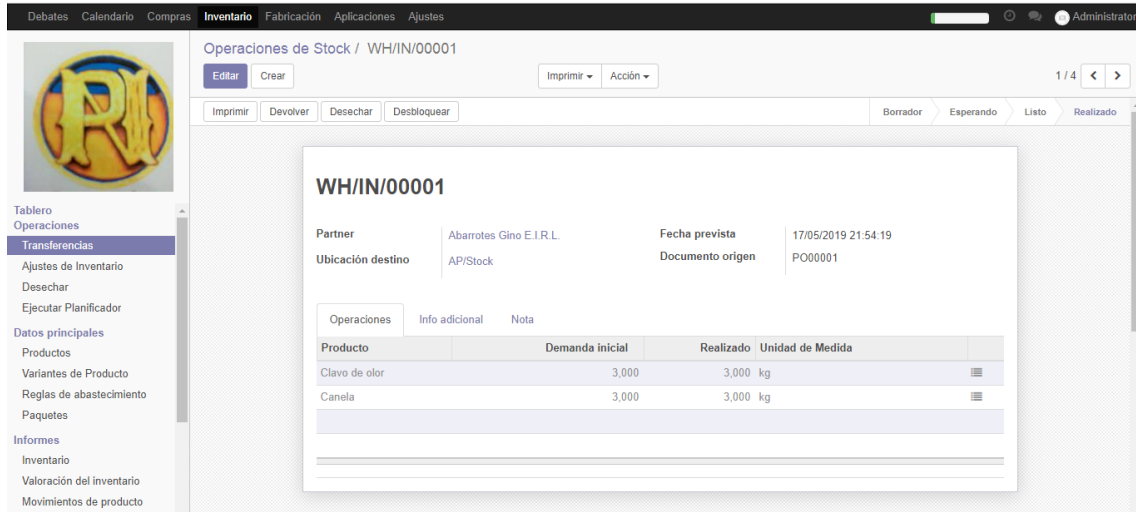 Debates Calendario Compras Inventario Fabricación Aplicaciones Ajustes Administrator
RI
Operaciones de Stock / WH/IN/00001
Editar Crear Imprimir Acción 1 / 4
Imprimir Devolver Desechar Desbloquear Borrador Esperando Listo Realizado
Tablero
Operaciones
Transferencias
Ajustes de Inventario
Desechar
Ejecutar Planificador
Datos principales
Productos
Variantes de Producto
Reglas de abastecimiento
Paquetes
Informes
Inventario
Valoración del inventario
Movimientos de producto
WH/IN/00001
Partner Abarrotes Gino E.I.R.L. Fecha prevista 17/05/2019 21:54:19
Ubicación destino AP/Stock Documento origen PO00001
Operaciones Info adicional Nota
Producto Demanda inicial Realizado Unidad de Medida
Clavo de olor 3,000 3,000 kg
Canela 3,000 3,000 kg